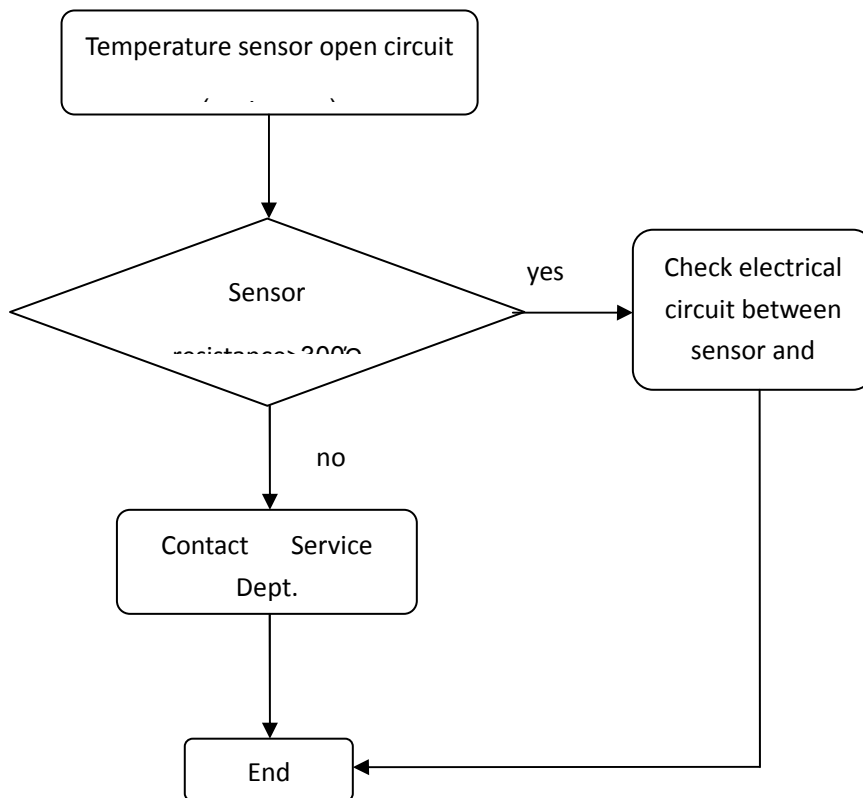 Temperature sensor open circuit
Sensor
yes
Check electrical
circuit between
sensor and
no
Contact Service
Dept.
End